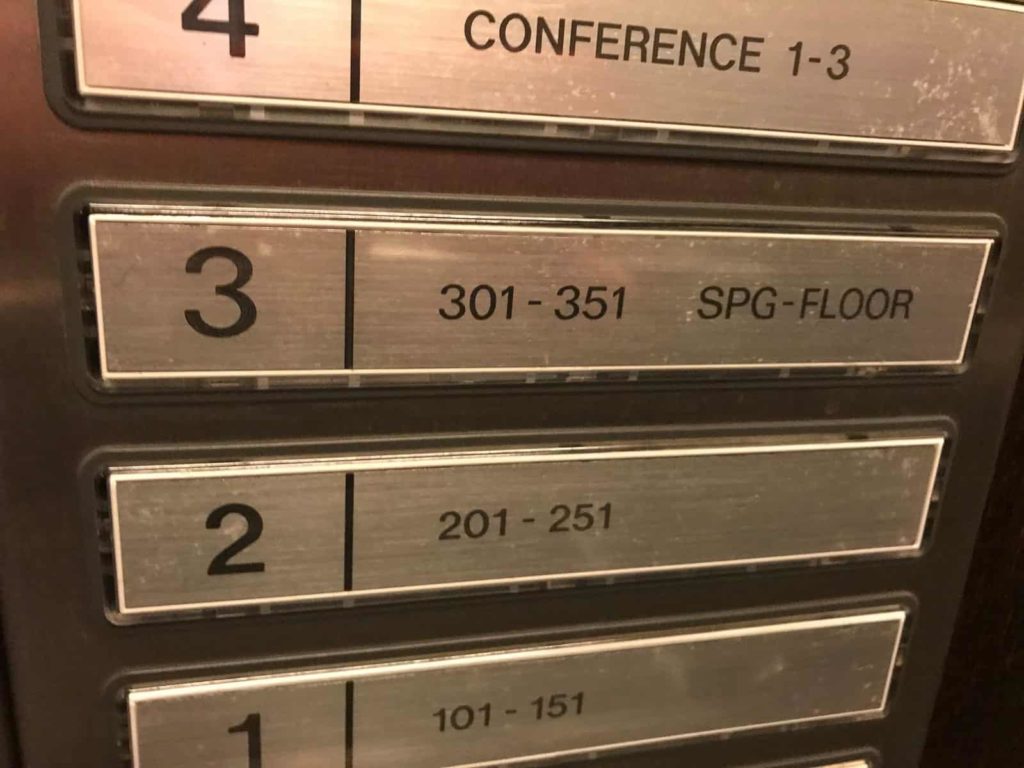 4 CONFERENCE 1-3
3 301 - 351 SPG-FLOOR
2 201 - 251
1 101 - 151